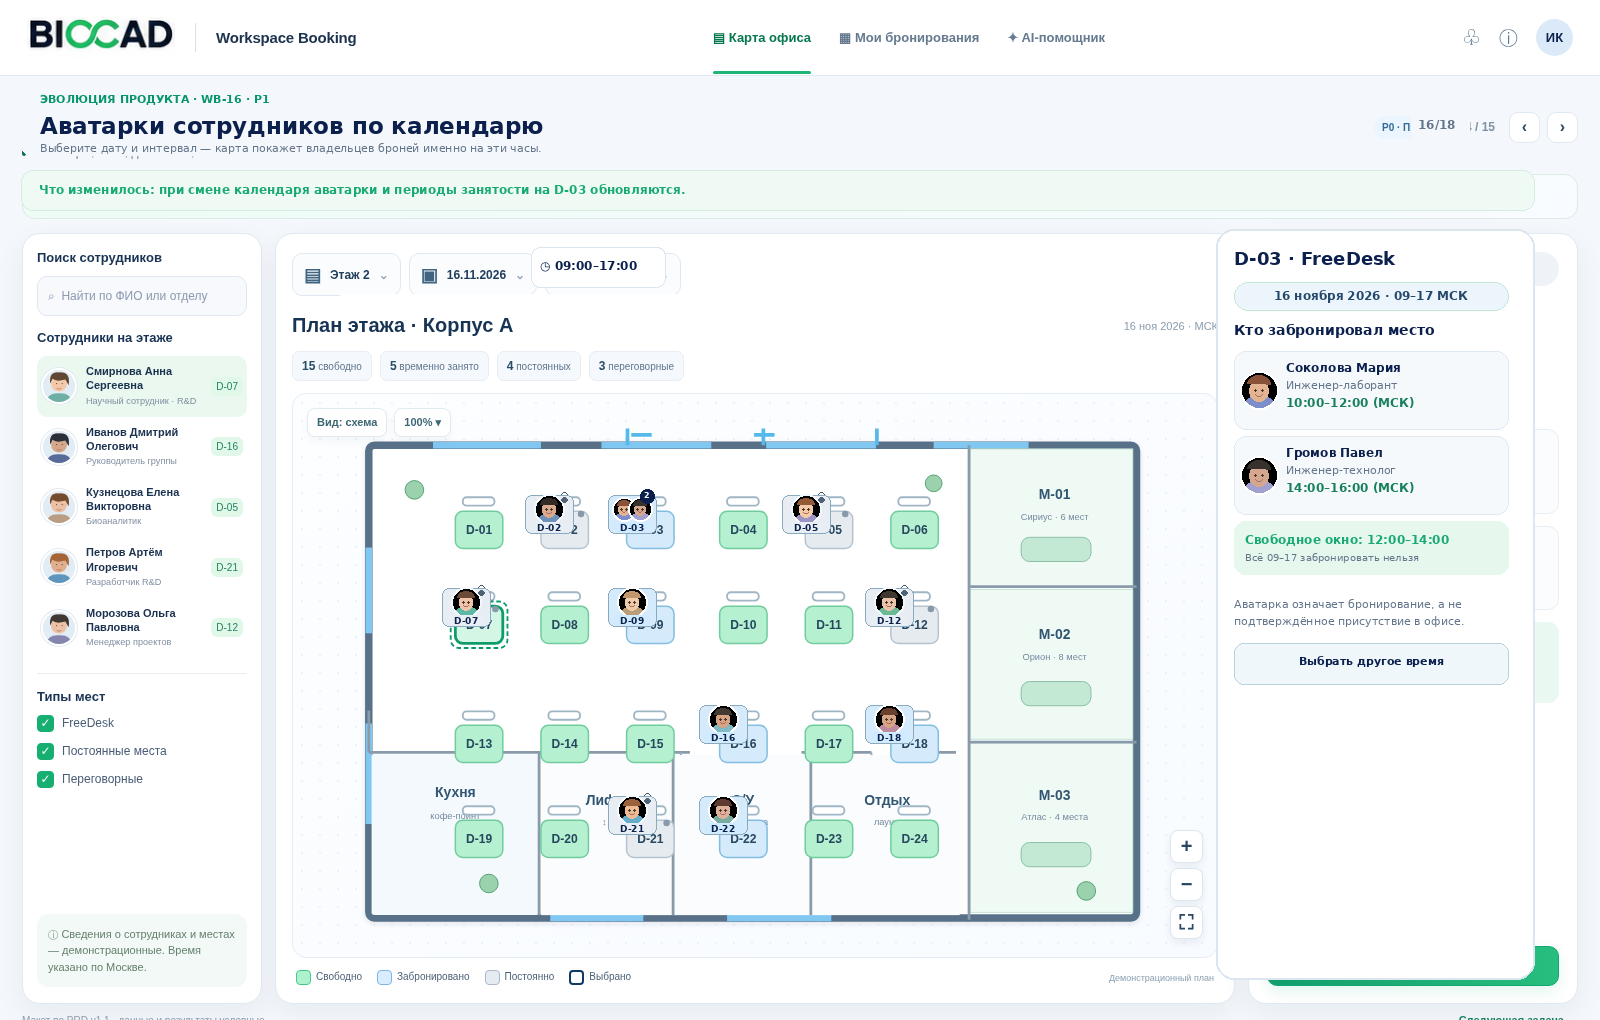 BIOCAD
Workspace Booking
Карта офиса
Мои бронирования
AI-помощник
ИК
ЭВОЛЮЦИЯ ПРОДУКТА · WB-16 · P1
Аватарки сотрудников по календарю
Выберите дату и интервал — карта покажет владельцев броней именно на эти часы.
P0 · П
16/18
/ 15
Что изменилось: при смене календаря аватарки и периоды занятости на D-03 обновляются.
Поиск сотрудников
Найти по ФИО или отделу
Сотрудники на этаже
Смирнова Анна
Сергеевна
Научный сотрудник · R&D
D-07
Иванов Дмитрий
Олегович
Руководитель группы
D-16
Кузнецова Елена
Викторовна
Биоаналитик
D-05
Петров Артём
Игоревич
Разработчик R&D
D-21
Морозова Ольга
Павловна
Менеджер проектов
D-12
Типы мест
FreeDesk
Постоянные места
Переговорные
Сведения о сотрудниках и местах
— демонстрационные. Время
указано по Москве.
Этаж 2
16.11.2026
09:00–17:00
План этажа · Корпус А
16 ноя 2026 · МСК
15 свободно
5 временно занято
4 постоянных
3 переговорные
Вид: схема
100% ▾
D-01
D-02
2
D-03
D-04
D-05
D-06
D-07
D-08
D-09
D-10
D-11
D-12
D-13
D-14
D-15
D-16
D-17
D-18
Кухня
кофе-поинт
Отдых
D-19
D-20
D-21
D-21
D-22
D-22
D-23
D-24
M-01
Сириус · 6 мест
M-02
Орион · 8 мест
M-03
Атлас · 4 места
+
−
Свободно
Забронировано
Постоянно
Выбрано
Демонстрационный план
D-03 · FreeDesk
16 ноября 2026 · 09–17 МСК
Кто забронировал место
Соколова Мария
Инженер-лаборант
10:00–12:00 (МСК)
Громов Павел
Инженер-технолог
14:00–16:00 (МСК)
Свободное окно: 12:00–14:00
Всё 09–17 забронировать нельзя
Аватарка означает бронирование, а не
подтверждённое присутствие в офисе.
Выбрать другое время